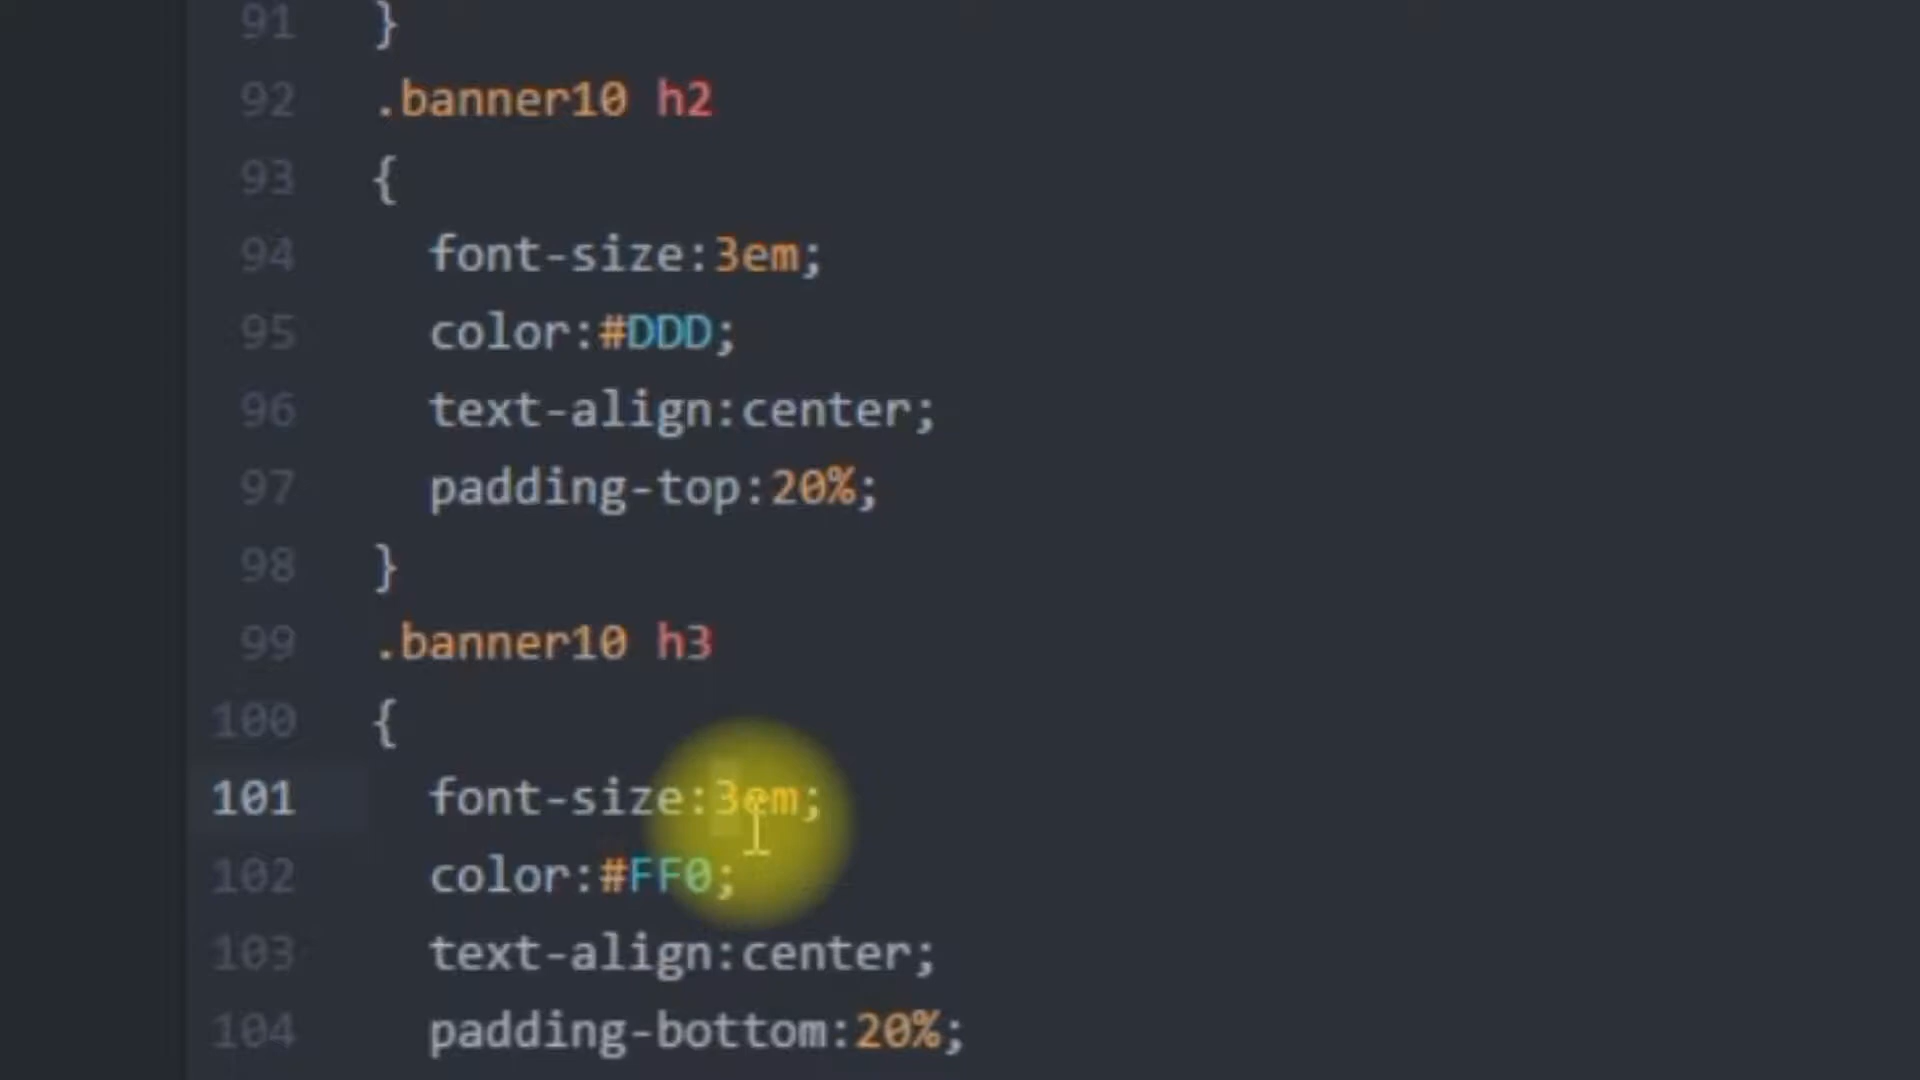 91 }
92 .banner10 h2
93 {
94 font-size:3em;
95 color:#DDD;
96 text-align:center;
97 padding-top:20%;
98 }
99 .banner10 h3
100 {
101 font-size:3em;
102 color:#FF0;
103 text-align:center;
104 padding-bottom:20%;